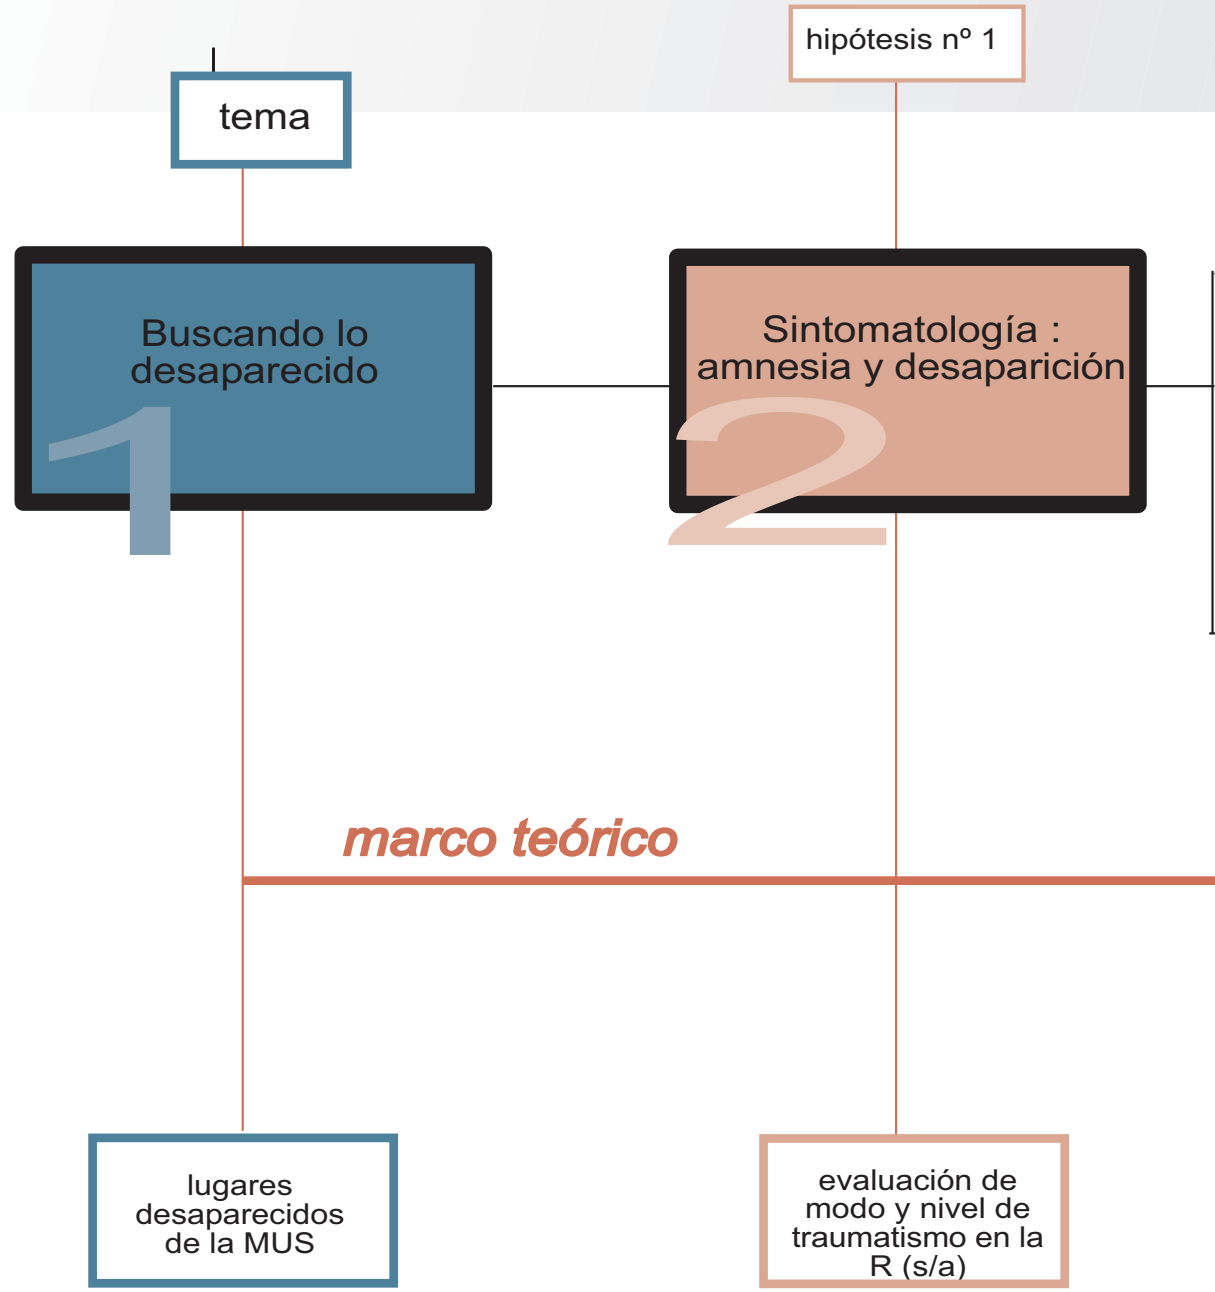 hipótesis nº 1
tema
Buscando lo
desaparecido
1
Sintomatología :
amnesia y desaparición
2
marco teórico
lugares
desaparecidos
de la MUS
evaluación de
modo y nivel de
traumatismo en la
R (s/a)